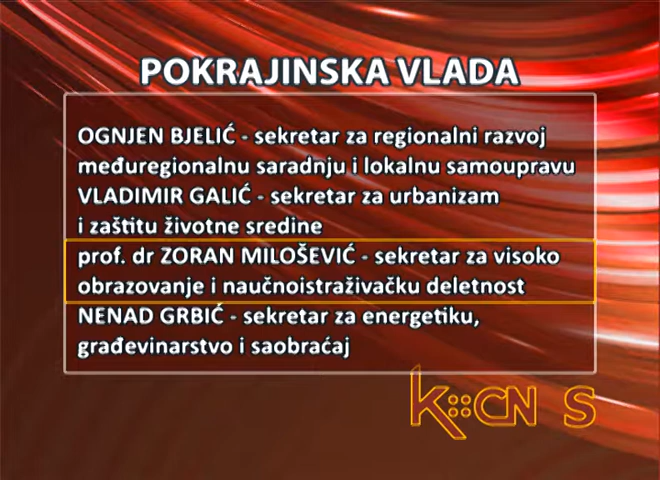 POKRAJINSKA VLADA
OGNJEN BJELIĆ - sekretar za regionalni razvoj
međuregionalnu saradnju i lokalnu samoupravu
VLADIMIR GALIĆ - sekretar za urbanizam
i zaštitu životne sredine
prof. dr ZORAN MILOŠEVIĆ - sekretar za visoko
obrazovanje i naučnoistraživačku deletnost
NENAD GRBIĆ - sekretar za energetiku,
građevinarstvo i saobraćaj
K::CN S